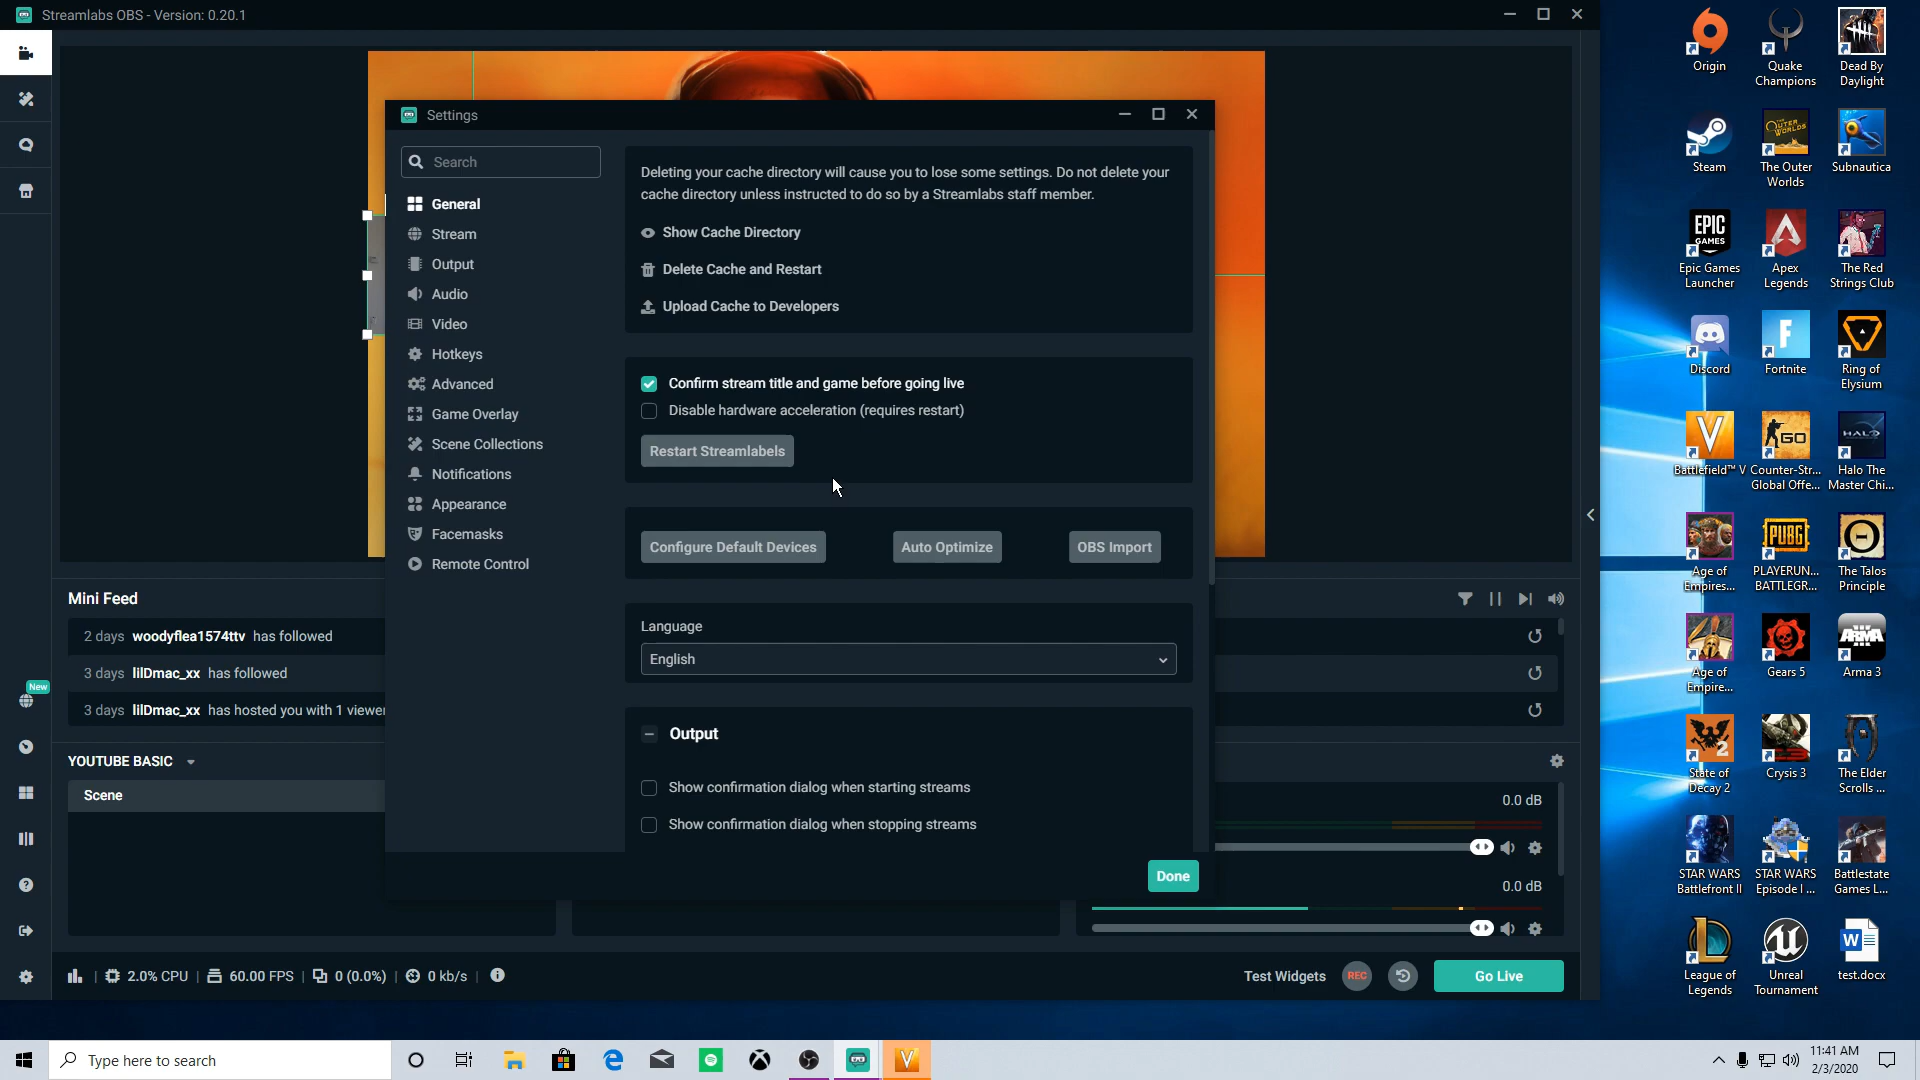 Streamlabs OBS - Version: 0.20.1
Settings
Search
General
Stream
Output
Audio
Video
Hotkeys
Advanced
Game Overlay
Scene Collections
Notifications
Appearance
Facemasks
Remote Control
Deleting your cache directory will cause you to lose some settings. Do not delete your
cache directory unless instructed to do so by a Streamlabs staff member.
Show Cache Directory
Delete Cache and Restart
Upload Cache to Developers
Confirm stream title and game before going live
Disable hardware acceleration (requires restart)
Restart Streamlabels
Configure Default Devices
Auto Optimize
OBS Import
Language
English
Output
Show confirmation dialog when starting streams
Show confirmation dialog when stopping streams
Done
Mini Feed
2 days woodyflea1574ttv has followed
3 days lilDmac_xx has followed
3 days lilDmac_xx has hosted you with 1 viewer
New
YOUTUBE BASIC
Scene
0.0 dB
0.0 dB
2.0% CPU
60.00 FPS
0 (0.0%)
0 kb/s
Test Widgets
REC
Go Live
Origin
Quake
Champions
Dead By
Daylight
Steam
THE OUTER WORLDS
The Outer
Worlds
Subnautica
EPIC
GAMES
Epic Games
Launcher
Apex
Legends
The Red
Strings Club
Discord
F
Fortnite
Ring of
Elysium
V
Battlefield™ V
GO
Counter-Str...
Global Offe...
HALO
Halo The
Master Chi...
Age of
Empires...
PUBG
PLAYERUN...
BATTLEGR...
The Talos
Principle
Age of
Empire...
Gears 5
ARMA
Arma 3
2
State of
Decay 2
Crysis 3
The Elder
Scrolls ...
STAR WARS
Battlefront II
STAR WARS
Episode I ...
Battlestate
Games L...
League of
Legends
Unreal
Tournament
W
test.docx
Type here to search
V
11:41 AM
2/3/2020